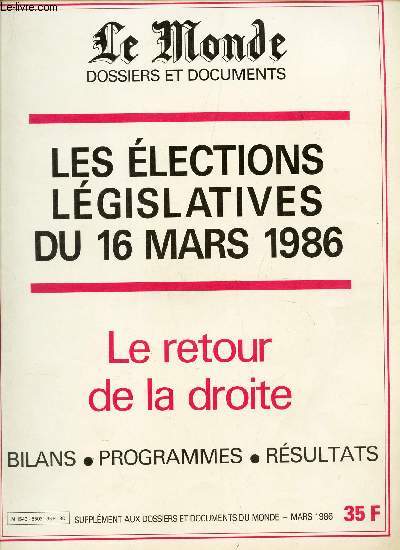 Le-livre.com
Le Monde
DOSSIERS ET DOCUMENTS
LES ÉLECTIONS
LÉGISLATIVES
DU 16 MARS 1986
Le retour
de la droite
BILANS • PROGRAMMES • RÉSULTATS
SUPPLÉMENT AUX DOSSIERS ET DOCUMENTS DU MONDE – MARS 1986 35 F